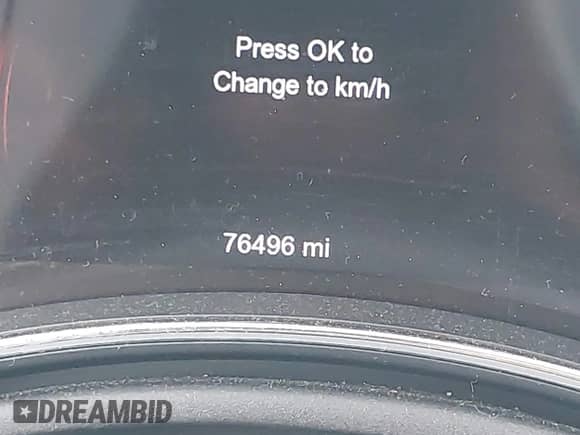 Press OK to
Change to km/h
76496 mi
DREAMBID